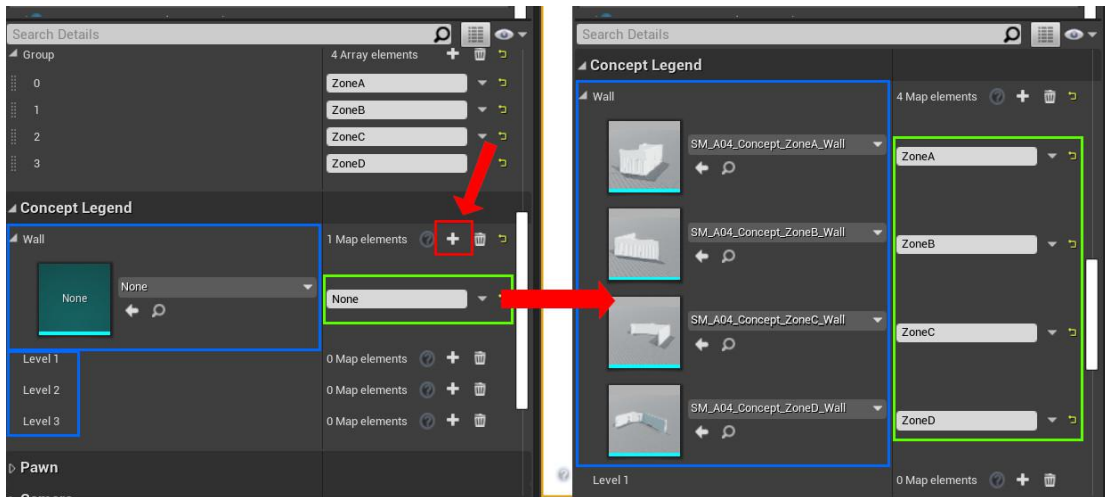 Search Details
Group 4 Array elements
0 ZoneA
1 ZoneB
2 ZoneC
3 ZoneD
Concept Legend
Wall 1 Map elements
None None None
Level 1 0 Map elements
Level 2 0 Map elements
Level 3 0 Map elements
Pawn
Search Details
Concept Legend
Wall 4 Map elements
SM_A04_Concept_ZoneA_Wall
ZoneA
SM_A04_Concept_ZoneB_Wall
ZoneB
SM_A04_Concept_ZoneC_Wall
ZoneC
SM_A04_Concept_ZoneD_Wall
ZoneD
Level 1 0 Map elements